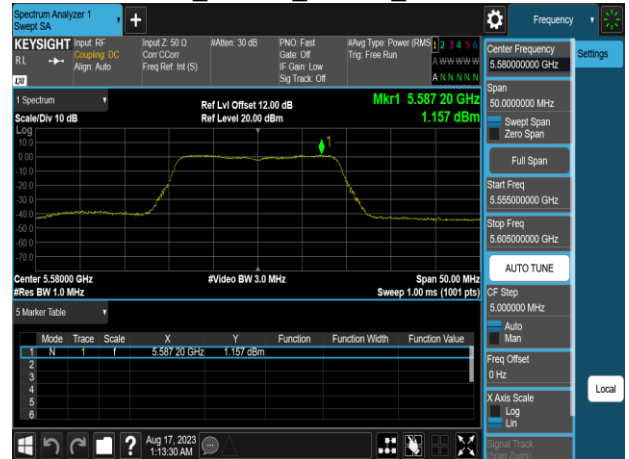 Spectrum Analyzer 1
Swept SA
Frequency
KEYSIGHT
RL
LXI
Input: RF
Coupling: DC
Align: Auto
Input Z: 50 Ω
Corr CCorr
Freq Ref: Int (S)
#Atten: 30 dB
PNO: Fast
Gate: Off
IF Gain: Low
Sig Track: Off
#Avg Type: Power (RMS
Trig: Free Run
1 2 3 4 5 6
A WW WW W
A N N N N N
Center Frequency
5.580000000 GHz
Settings
Span
50.0000000 MHz
Swept Span
Zero Span
Full Span
Start Freq
5.555000000 GHz
Stop Freq
5.605000000 GHz
AUTO TUNE
CF Step
5.000000 MHz
Auto
Man
Freq Offset
0 Hz
X Axis Scale
Log
Lin
Signal Track
(Span Zoom)
Local
1 Spectrum
Scale/Div 10 dB
Ref Lvl Offset 12.00 dB
Ref Level 20.00 dBm
Mkr1 5.587 20 GHz
1.157 dBm
Log
10.0
0.00
-10.0
-20.0
-30.0
-40.0
-50.0
-60.0
-70.0
1
Center 5.58000 GHz
#Res BW 1.0 MHz
#Video BW 3.0 MHz
Span 50.00 MHz
Sweep 1.00 ms (1001 pts)
5 Marker Table
Mode Trace Scale X Y Function Function Width Function Value
1 N 1 f 5.587 20 GHz 1.157 dBm
2
3
4
5
6
?
Aug 17, 2023
1:13:30 AM